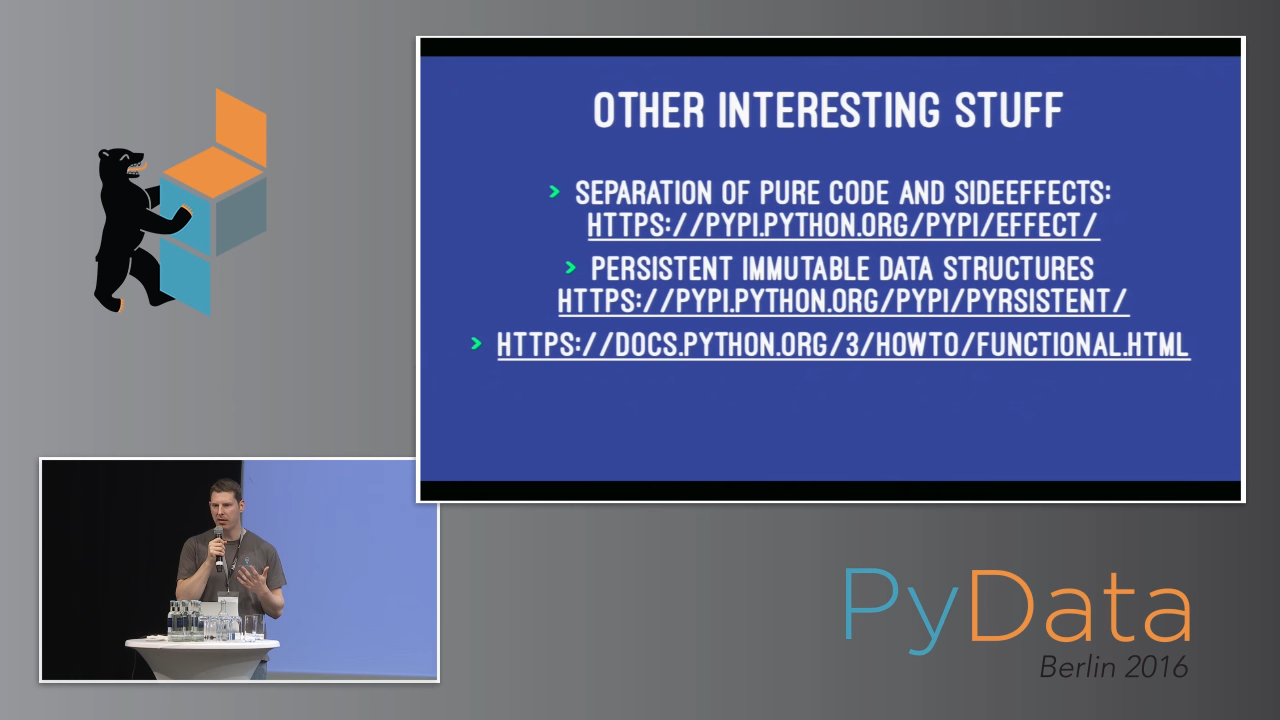 OTHER INTERESTING STUFF
> SEPARATION OF PURE CODE AND SIDEEFFECTS:
HTTPS://PYPI.PYTHON.ORG/PYPI/EFFECT/
> PERSISTENT IMMUTABLE DATA STRUCTURES
HTTPS://PYPI.PYTHON.ORG/PYPI/PYRSISTENT/
> HTTPS://DOCS.PYTHON.ORG/3/HOWTO/FUNCTIONAL.HTML
PyData
Berlin 2016